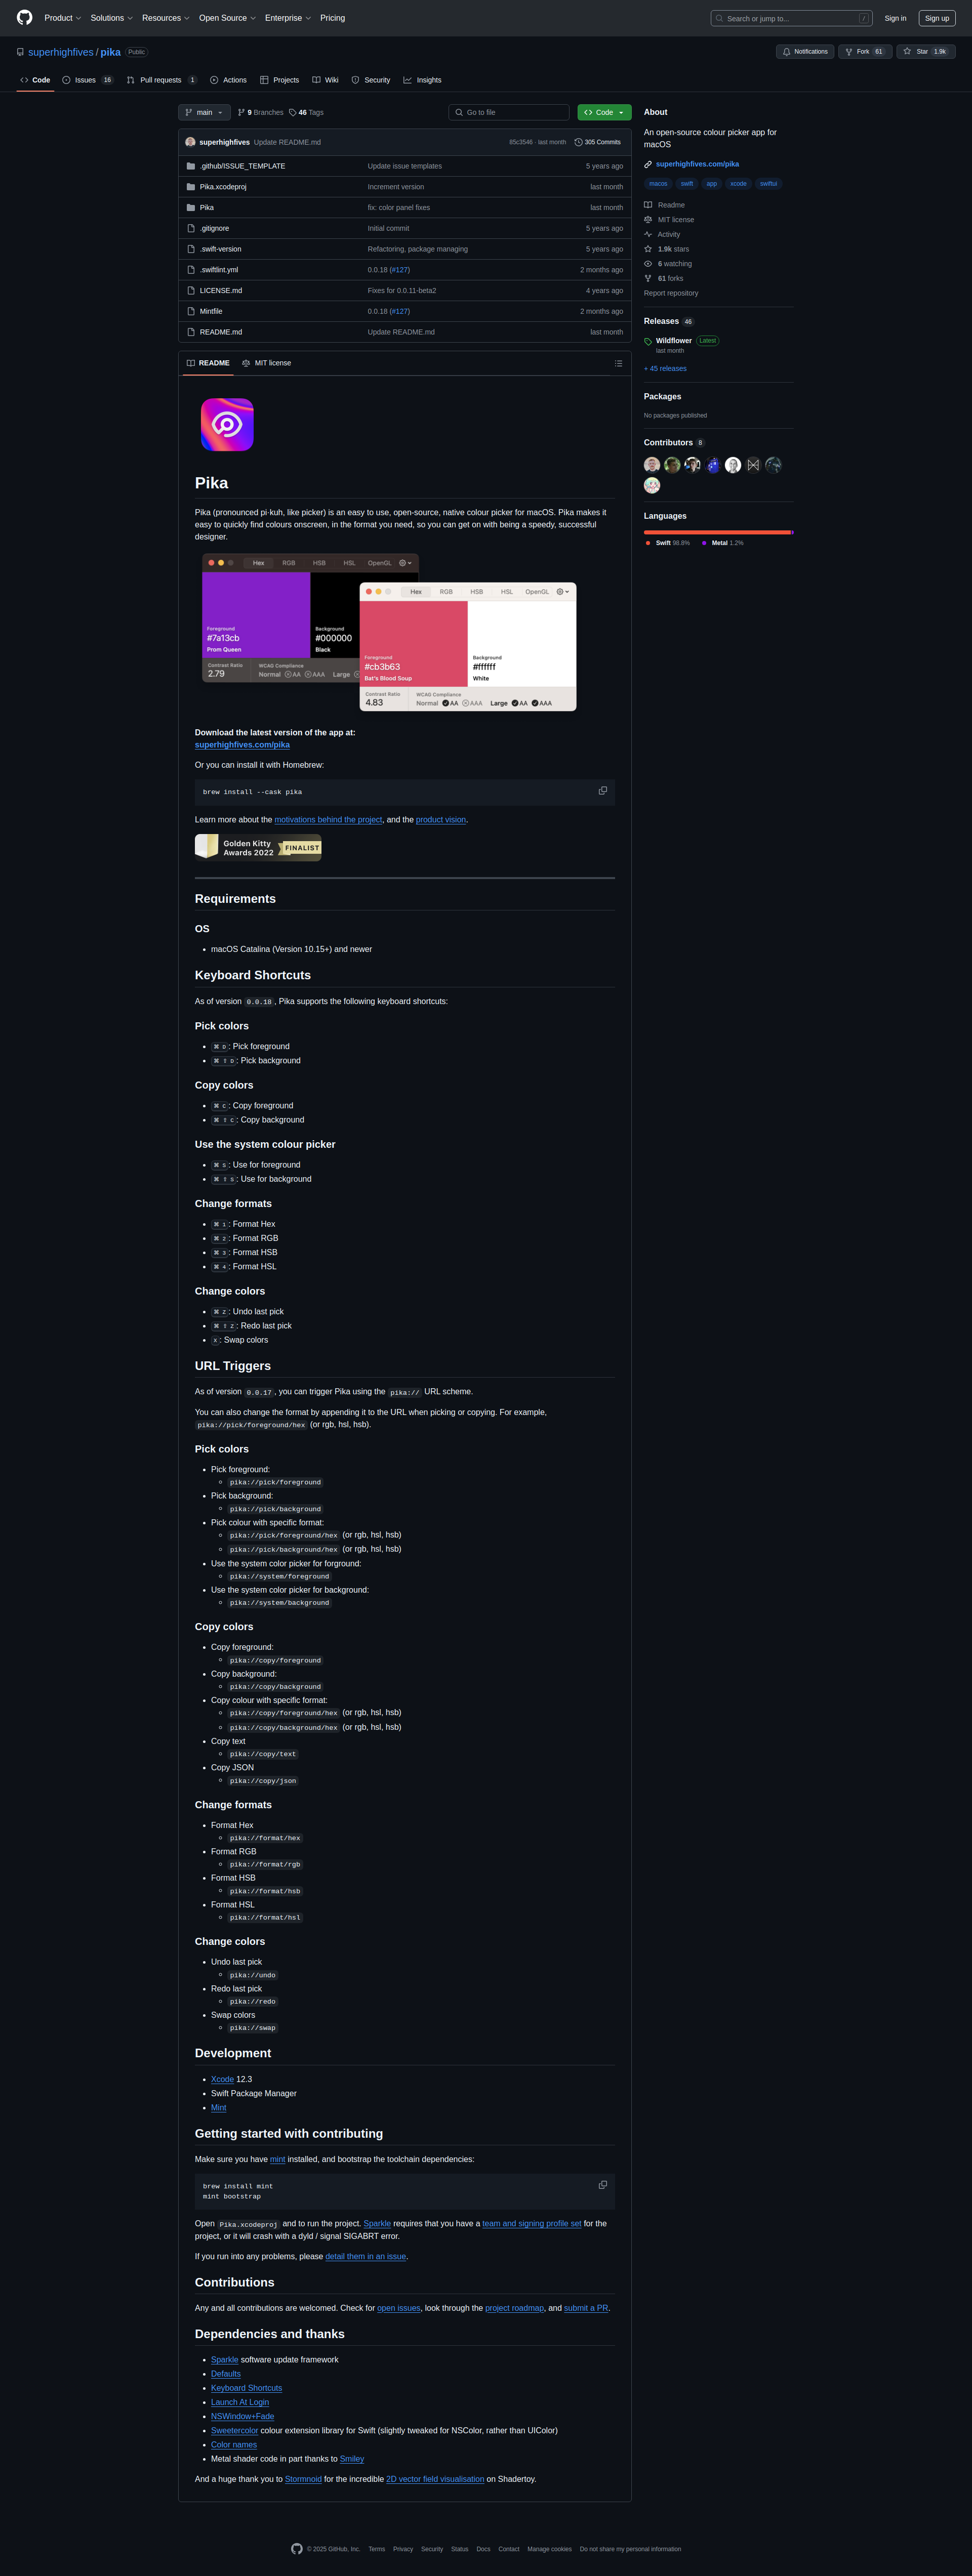 Product Solutions Resources Open Source Enterprise Pricing Search or jump to... / Sign in Sign up
superhighfives / pika Public Notifications Fork 61 Star 1.9k
Code Issues 16 Pull requests 1 Actions Projects Wiki Security Insights
main 9 Branches 46 Tags Go to file Code
superhighfives Update README.md 85c3546 · last month 305 Commits
.github/ISSUE_TEMPLATE Update issue templates 5 years ago
Pika.xcodeproj Increment version last month
Pika fix: color panel fixes last month
.gitignore Initial commit 5 years ago
.swift-version Refactoring, package managing 5 years ago
.swiftlint.yml 0.0.18 (#127) 2 months ago
LICENSE.md Fixes for 0.0.11-beta2 4 years ago
Mintfile 0.0.18 (#127) 2 months ago
README.md Update README.md last month
README MIT license
Pika
Pika (pronounced pi·kuh, like picker) is an easy to use, open-source, native colour picker for macOS. Pika makes it
easy to quickly find colours onscreen, in the format you need, so you can get on with being a speedy, successful
designer.
Hex RGB HSB HSL OpenGL
Foreground
#7a13cb
Prom Queen
Background
#000000
Black
Contrast Ratio
2.79
WCAG Compliance
Normal AA AAA Large
Hex RGB HSB HSL OpenGL
Foreground
#cb3b63
Bat's Blood Soup
Background
#ffffff
White
Contrast Ratio
4.83
WCAG Compliance
Normal AA AAA Large AA AAA
Download the latest version of the app at:
superhighfives.com/pika
Or you can install it with Homebrew:
brew install --cask pika
Learn more about the motivations behind the project, and the product vision.
Golden Kitty
Awards 2022
FINALIST
Requirements
OS
• macOS Catalina (Version 10.15+) and newer
Keyboard Shortcuts
As of version 0.0.18, Pika supports the following keyboard shortcuts:
Pick colors
• ⌘ D: Pick foreground
• ⌘ ⇧ D: Pick background
Copy colors
• ⌘ C: Copy foreground
• ⌘ ⇧ C: Copy background
Use the system colour picker
• ⌘ S: Use for foreground
• ⌘ ⇧ S: Use for background
Change formats
• ⌘ 1: Format Hex
• ⌘ 2: Format RGB
• ⌘ 3: Format HSB
• ⌘ 4: Format HSL
Change colors
• ⌘ Z: Undo last pick
• ⌘ ⇧ Z: Redo last pick
• X: Swap colors
URL Triggers
As of version 0.0.17, you can trigger Pika using the pika:// URL scheme.
You can also change the format by appending it to the URL when picking or copying. For example,
pika://pick/foreground/hex (or rgb, hsl, hsb).
Pick colors
• Pick foreground:
◦ pika://pick/foreground
• Pick background:
◦ pika://pick/background
• Pick colour with specific format:
◦ pika://pick/foreground/hex (or rgb, hsl, hsb)
◦ pika://pick/background/hex (or rgb, hsl, hsb)
• Use the system color picker for forground:
◦ pika://system/foreground
• Use the system color picker for background:
◦ pika://system/background
Copy colors
• Copy foreground:
◦ pika://copy/foreground
• Copy background:
◦ pika://copy/background
• Copy colour with specific format:
◦ pika://copy/foreground/hex (or rgb, hsl, hsb)
◦ pika://copy/background/hex (or rgb, hsl, hsb)
• Copy text
◦ pika://copy/text
• Copy JSON
◦ pika://copy/json
Change formats
• Format Hex
◦ pika://format/hex
• Format RGB
◦ pika://format/rgb
• Format HSB
◦ pika://format/hsb
• Format HSL
◦ pika://format/hsl
Change colors
• Undo last pick
◦ pika://undo
• Redo last pick
◦ pika://redo
• Swap colors
◦ pika://swap
Development
• Xcode 12.3
• Swift Package Manager
• Mint
Getting started with contributing
Make sure you have mint installed, and bootstrap the toolchain dependencies:
brew install mint
mint bootstrap
Open Pika.xcodeproj and to run the project. Sparkle requires that you have a team and signing profile set for the
project, or it will crash with a dyld / signal SIGABRT error.
If you run into any problems, please detail them in an issue.
Contributions
Any and all contributions are welcomed. Check for open issues, look through the project roadmap, and submit a PR.
Dependencies and thanks
• Sparkle software update framework
• Defaults
• Keyboard Shortcuts
• Launch At Login
• NSWindow+Fade
• Sweetercolor colour extension library for Swift (slightly tweaked for NSColor, rather than UIColor)
• Color names
• Metal shader code in part thanks to Smiley
And a huge thank you to Stormnoid for the incredible 2D vector field visualisation on Shadertoy.
About
An open-source colour picker app for
macOS
superhighfives.com/pika
macos swift app xcode swiftui
Readme
MIT license
Activity
1.9k stars
6 watching
61 forks
Report repository
Releases 46
Wildflower Latest
last month
+ 45 releases
Packages
No packages published
Contributors 8
Languages
Swift 98.8% Metal 1.2%
© 2025 GitHub, Inc. Terms Privacy Security Status Docs Contact Manage cookies Do not share my personal information